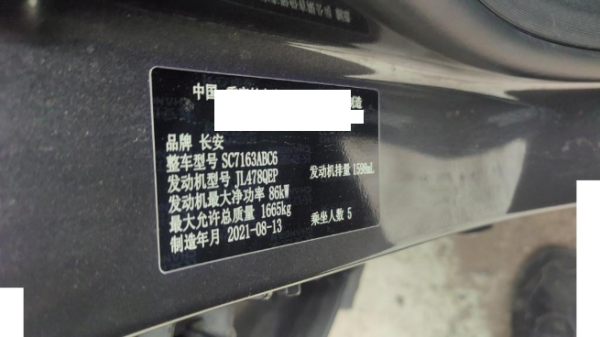 中国
品牌 长安
整车型号 SC7163ABC6
发动机型号 JL478QEP 发动机排量 1598mL
发动机最大净功率 86kW
最大允许总质量 1665kg 乘坐人数 5
制造年月 2021-08-13